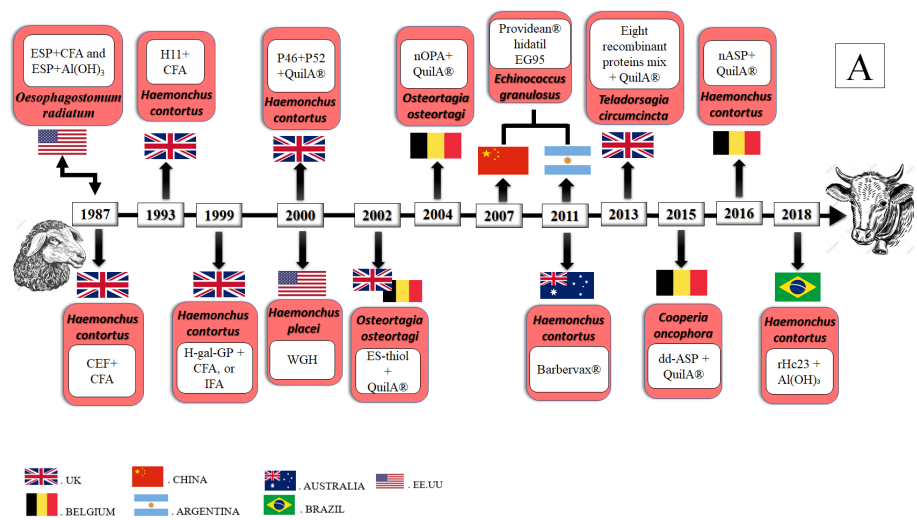 A
ESP+CFA and
ESP+Al(OH)₃
Oesophagostomum
radiatum
H11+
CFA
Haemonchus
contortus
P46+P52
+QuilA®
Haemonchus
contortus
nOPA+
QuilA®
Osteortagia
osteortagi
Providean®
hidatil
EG95
Echinococcus
granulosus
Eight
recombinant
proteins mix
+ QuilA®
Teladorsagia
circumcincta
nASP+
QuilA®
Haemonchus
contortus
1987
1993
1999
2000
2002
2004
2007
2011
2013
2015
2016
2018
Haemonchus
contortus
CEF+
CFA
Haemonchus
contortus
H-gal-GP +
CFA, or
IFA
Haemonchus
placei
WGH
Osteortagia
osteortagi
ES-thiol
+
QuilA®
Haemonchus
contortus
Barbervax®
Cooperia
oncophora
dd-ASP +
QuilA®
Haemonchus
contortus
rHc23 +
Al(OH)₃
. UK
. CHINA
. AUSTRALIA
. EE.UU
. BELGIUM
. ARGENTINA
. BRAZIL